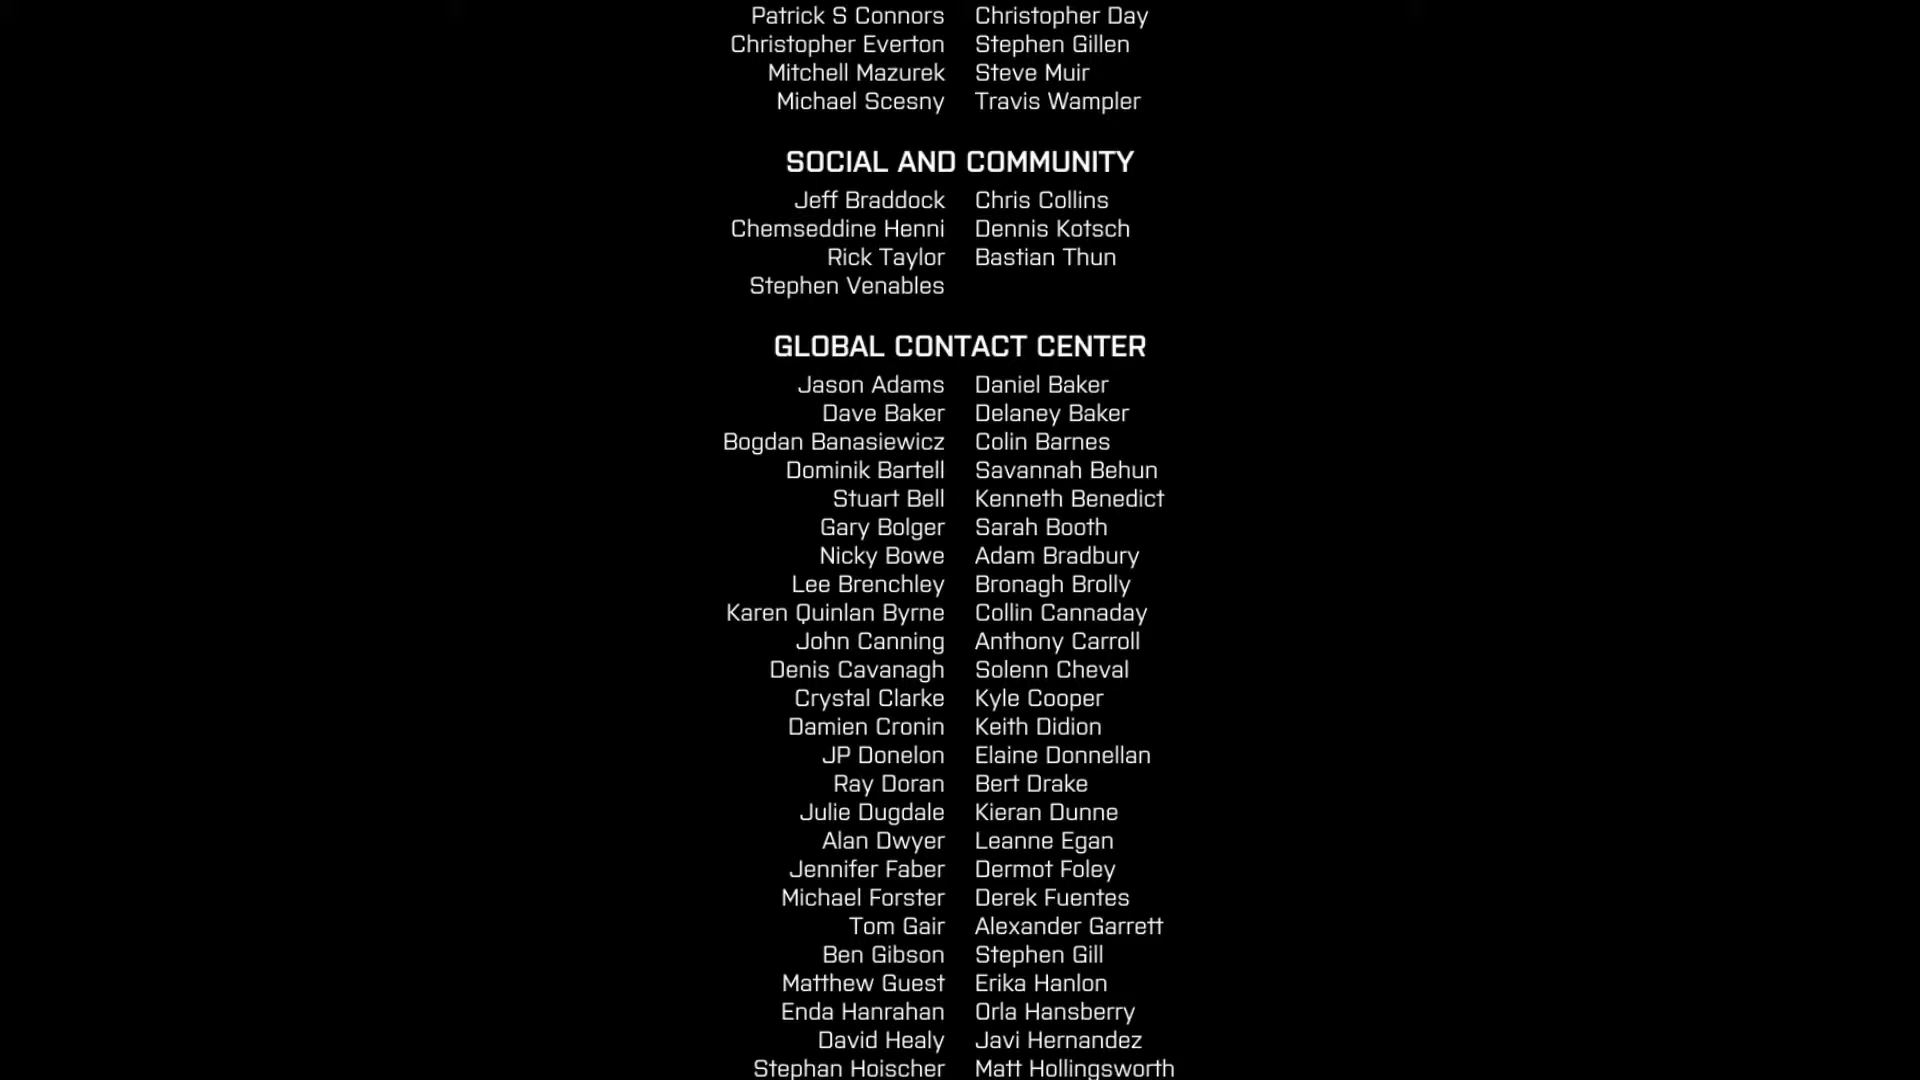 Patrick S Connors Christopher Day
Christopher Everton Stephen Gillen
Mitchell Mazurek Steve Muir
Michael Scesny Travis Wampler
SOCIAL AND COMMUNITY
Jeff Braddock Chris Collins
Chemseddine Henni Dennis Kotsch
Rick Taylor Bastian Thun
Stephen Venables
GLOBAL CONTACT CENTER
Jason Adams Daniel Baker
Dave Baker Delaney Baker
Bogdan Banasiewicz Colin Barnes
Dominik Bartell Savannah Behun
Stuart Bell Kenneth Benedict
Gary Bolger Sarah Booth
Nicky Bowe Adam Bradbury
Lee Brenchley Bronagh Brolly
Karen Quinlan Byrne Collin Cannaday
John Canning Anthony Carroll
Denis Cavanagh Solenn Cheval
Crystal Clarke Kyle Cooper
Damien Cronin Keith Didion
JP Donelon Elaine Donnellan
Ray Doran Bert Drake
Julie Dugdale Kieran Dunne
Alan Dwyer Leanne Egan
Jennifer Faber Dermot Foley
Michael Forster Derek Fuentes
Tom Gair Alexander Garrett
Ben Gibson Stephen Gill
Matthew Guest Erika Hanlon
Enda Hanrahan Orla Hansberry
David Healy Javi Hernandez
Stephan Hoischer Matt Hollingsworth